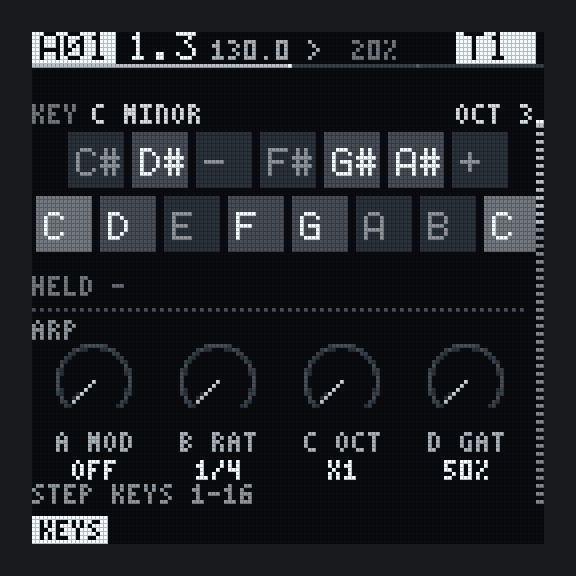 A01 1.3 130.0 > 20% T1
KEY C MINOR OCT 3
C# D# - F# G# A# +
C D E F G A B C
HELD -
ARP
A MOD B RAT C OCT D GAT
OFF 1/4 X1 50%
STEP KEYS 1-16
KEYS